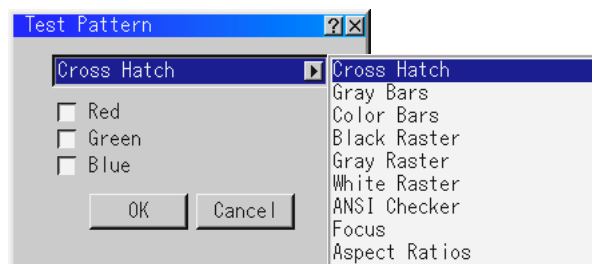 Test Pattern
Cross Hatch
Red
Green
Blue
OK Cancel
Cross Hatch
Gray Bars
Color Bars
Black Raster
Gray Raster
White Raster
ANSI Checker
Focus
Aspect Ratios